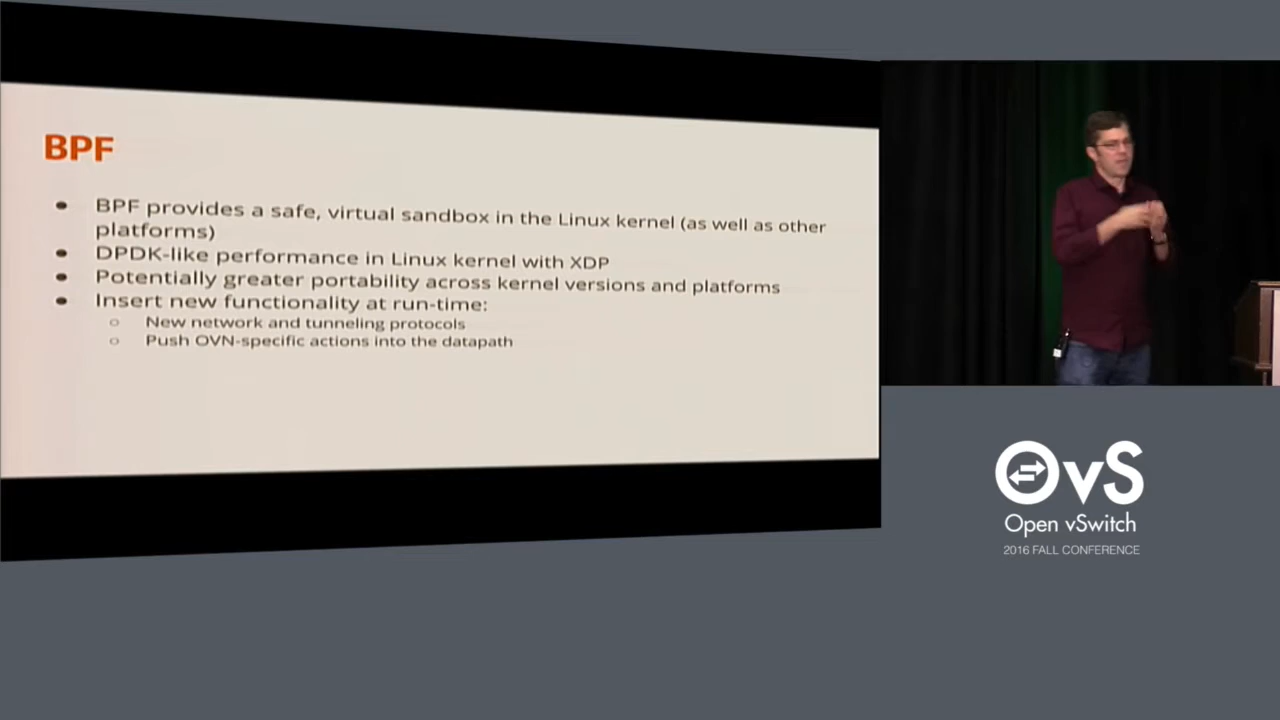 BPF
BPF provides a safe, virtual sandbox in the Linux kernel (as well as other
platforms)
DPDK-like performance in Linux kernel with XDP
Potentially greater portability across kernel versions and platforms
Insert new functionality at run-time:
New network and tunneling protocols
Push OVN-specific actions into the datapath
OvS
Open vSwitch
2016 FALL CONFERENCE